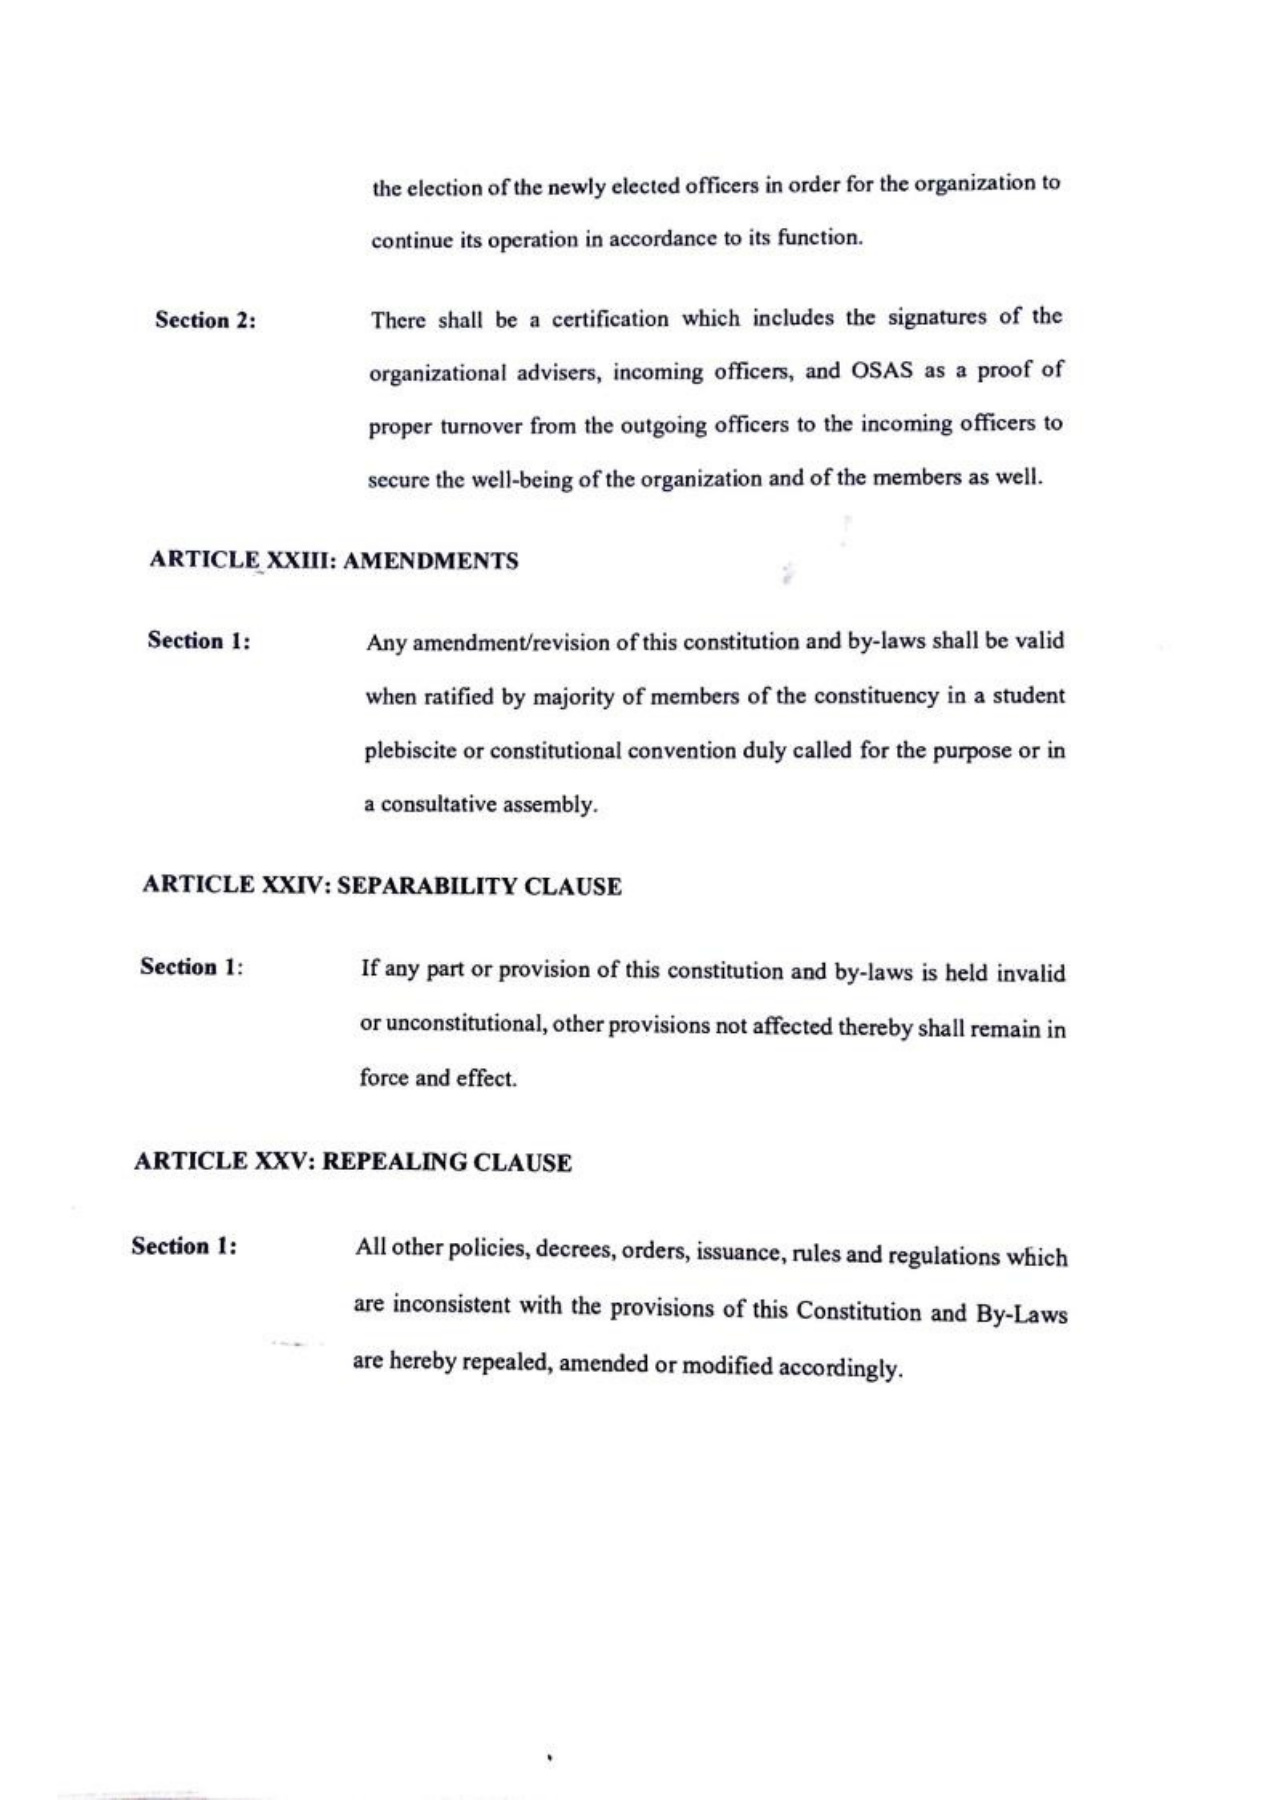 the election of the newly elected officers in order for the organization to
continue its operation in accordance to its function.
Section 2: There shall be a certification which includes the signatures of the
organizational advisers, incoming officers, and OSAS as a proof of
proper turnover from the outgoing officers to the incoming officers to
secure the well-being of the organization and of the members as well.
ARTICLE XXIII: AMENDMENTS
Section 1: Any amendment/revision of this constitution and by-laws shall be valid
when ratified by majority of members of the constituency in a student
plebiscite or constitutional convention duly called for the purpose or in
a consultative assembly.
ARTICLE XXIV: SEPARABILITY CLAUSE
Section 1: If any part or provision of this constitution and by-laws is held invalid
or unconstitutional, other provisions not affected thereby shall remain in
force and effect.
ARTICLE XXV: REPEALING CLAUSE
Section 1: All other policies, decrees, orders, issuance, rules and regulations which
are inconsistent with the provisions of this Constitution and By-Laws
are hereby repealed, amended or modified accordingly.